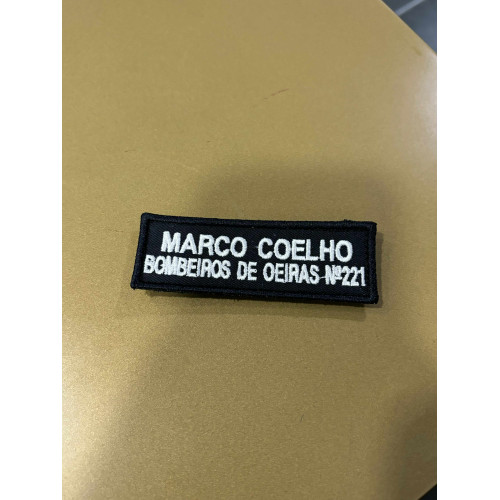 MARCO COELHO
BOMBEIROS DE OEIRAS Nº221